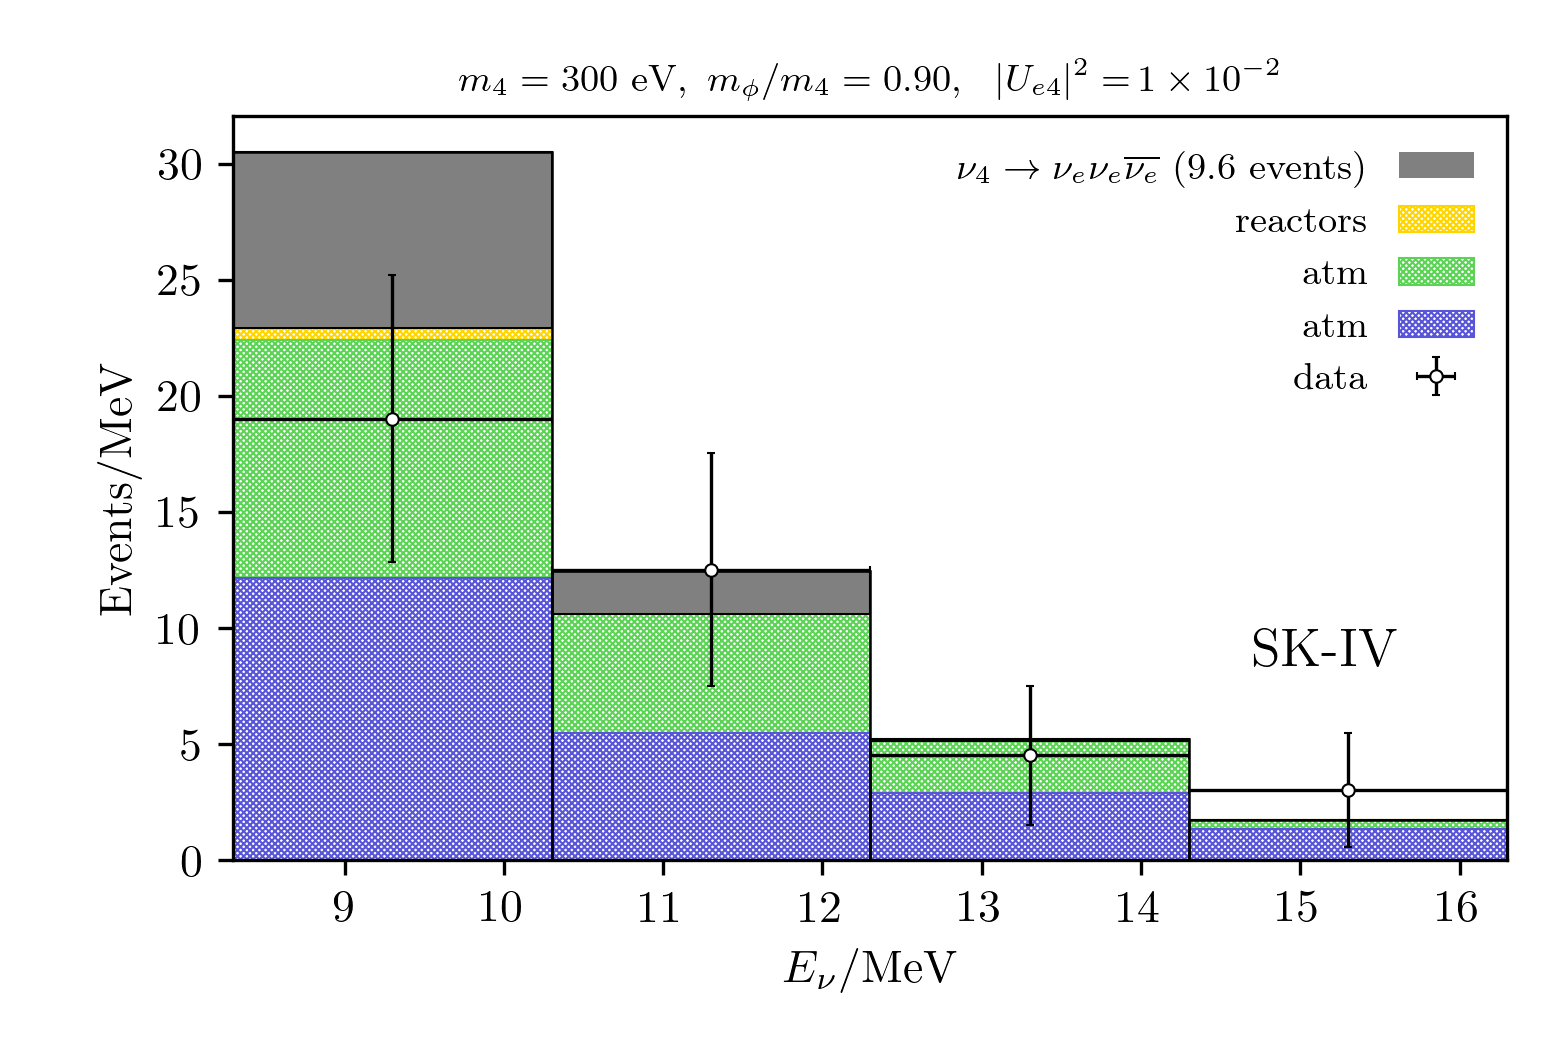 m₄ = 300 eV, m_ϕ/m₄ = 0.90, |U_{e4}|² = 1 × 10⁻²
ν₄ → ν_e ν_e ν̅_e (9.6 events)
reactors
atm
atm
data
SK-IV
Events/MeV
30
25
20
15
10
5
0
9 10 11 12 13 14 15 16
E_ν/MeV